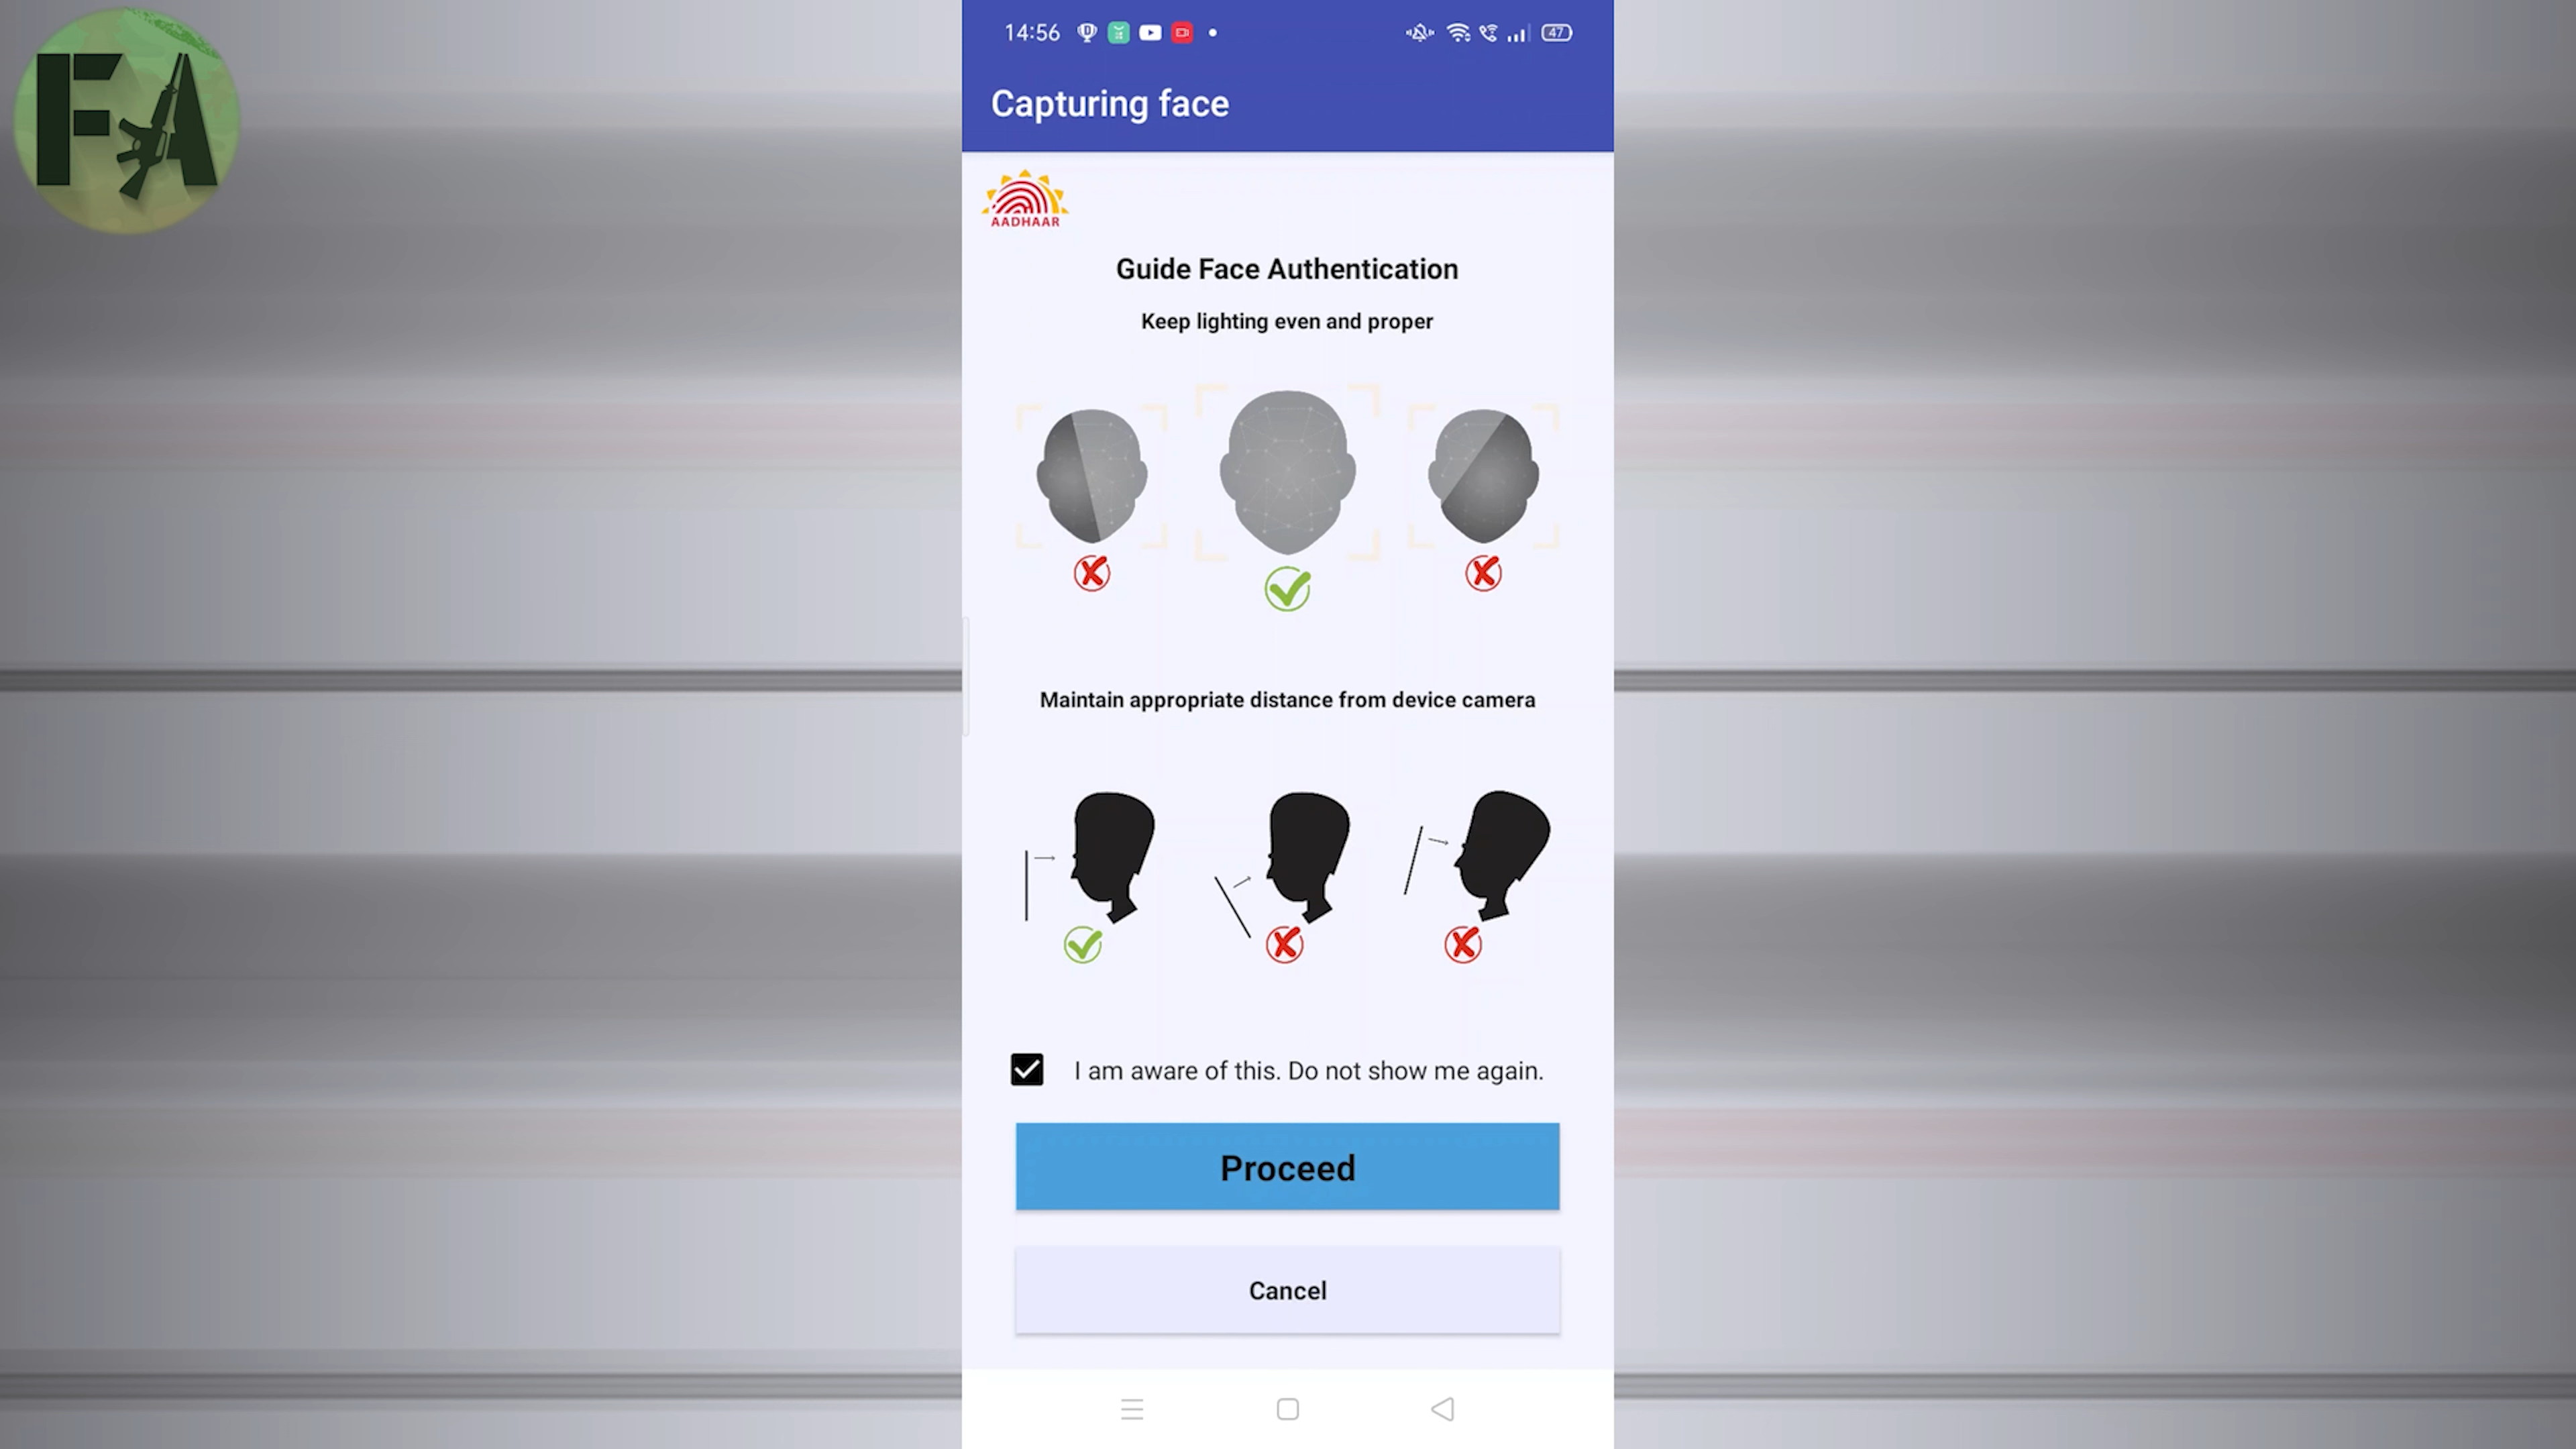 FA
14:56
47
Capturing face
AADHAAR
Guide Face Authentication
Keep lighting even and proper
Maintain appropriate distance from device camera
I am aware of this. Do not show me again.
Proceed
Cancel